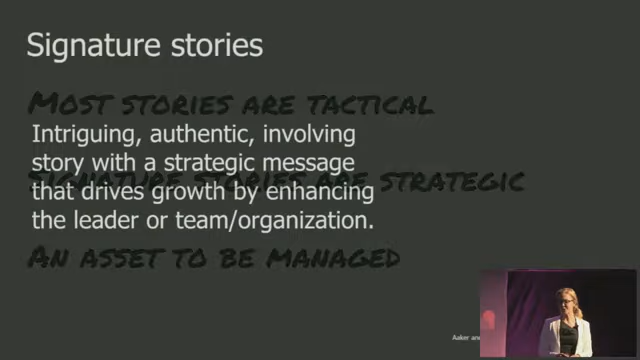 Signature stories
MOST STORIES ARE TACTICAL
Intriguing, authentic, involving
story with a strategic message
SIGNATURE STORIES ARE STRATEGIC
that drives growth by enhancing
the leader or team/organization.
AN ASSET TO BE MANAGED
Aaker